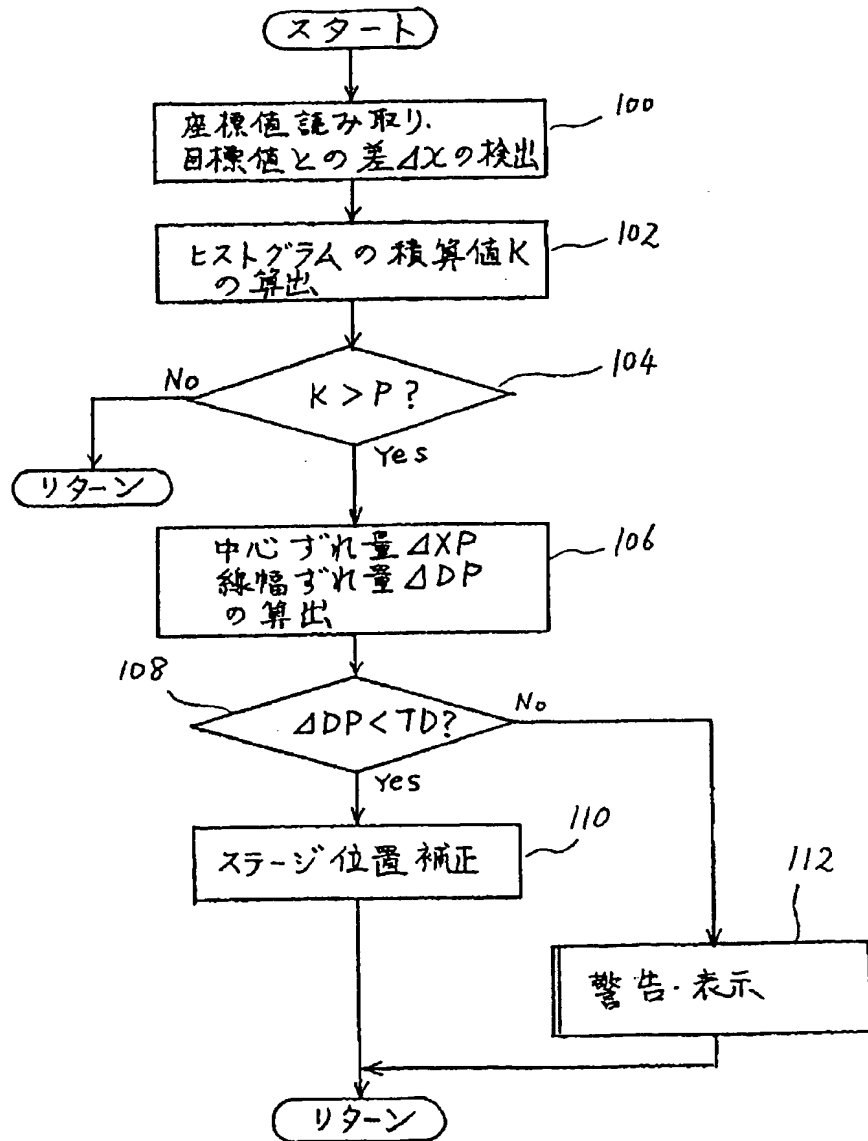 スタート
座標値読み取り.
目標値との差ΔXの検出
100
ヒストグラムの積算値K
の算出
102
K>P?
104
No
Yes
リターン
中心ずれ量ΔXP
線幅ずれ量ΔDP
の算出
106
108
ΔDP<TD?
No
Yes
ステージ位置補正
110
112
警告・表示
リターン